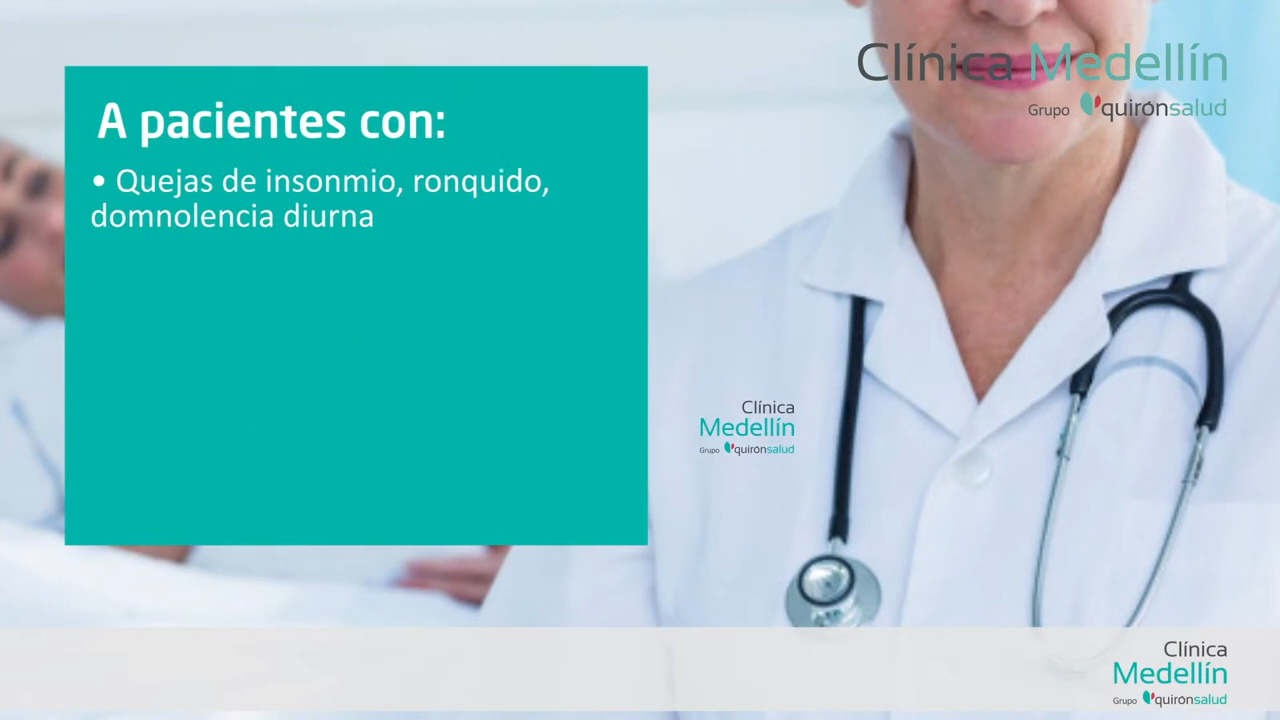 Clínica Medellín
Grupo quirónsalud
A pacientes con:
• Quejas de insonmio, ronquido,
domnolencia diurna
Clínica
Medellín
Grupo quirónsalud
Clínica
Medellín
Grupo quirónsalud